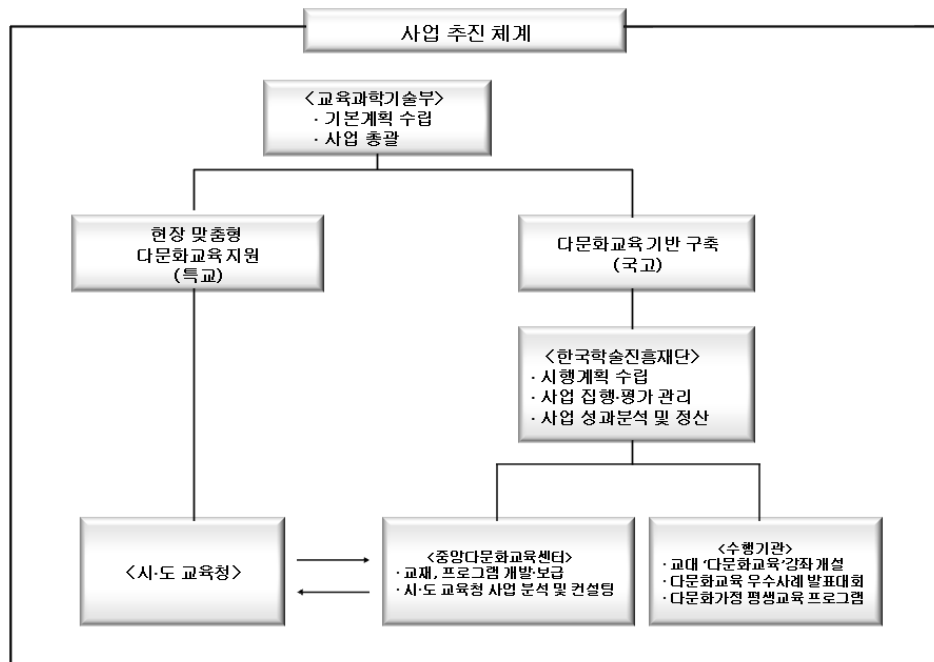 사업 추진 체계
<교육과학기술부>
· 기본계획 수립
· 사업 총괄
현장 맞춤형
다문화교육 지원
(특교)
다문화교육 기반 구축
(국고)
<한국학술진흥재단>
· 시행계획 수립
· 사업 집행·평가 관리
· 사업 성과분석 및 정산
<시·도 교육청>
<중앙다문화교육센터>
· 교재, 프로그램 개발·보급
· 시·도 교육청 사업 분석 및 컨설팅
<수행기관>
· 교대 '다문화교육'강좌 개설
· 다문화교육 우수사례 발표대회
· 다문화가정 평생교육 프로그램